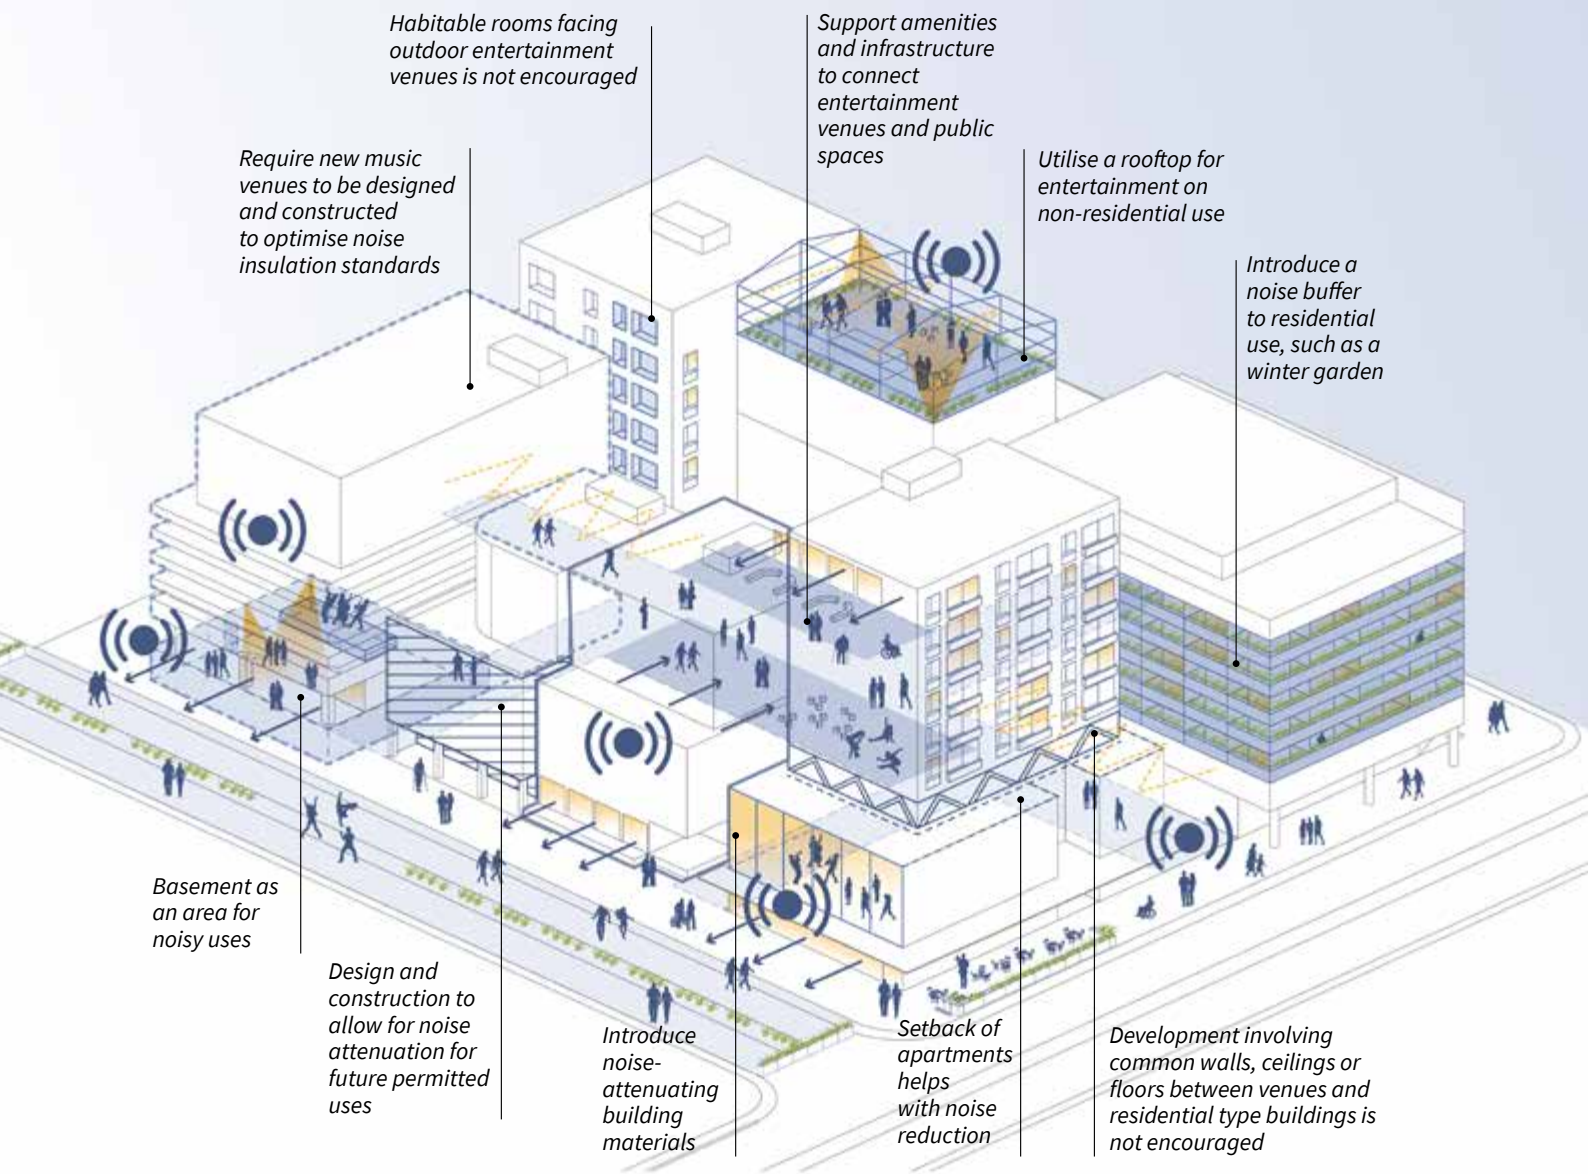 Habitable rooms facing
outdoor entertainment
venues is not encouraged
Support amenities
and infrastructure
to connect
entertainment
venues and public
spaces
Require new music
venues to be designed
and constructed
to optimise noise
insulation standards
Utilise a rooftop for
entertainment on
non-residential use
Introduce a
noise buffer
to residential
use, such as a
winter garden
Basement as
an area for
noisy uses
Design and
construction to
allow for noise
attenuation for
future permitted
uses
Introduce
noise-
attenuating
building
materials
Setback of
apartments
helps
with noise
reduction
Development involving
common walls, ceilings or
floors between venues and
residential type buildings is
not encouraged